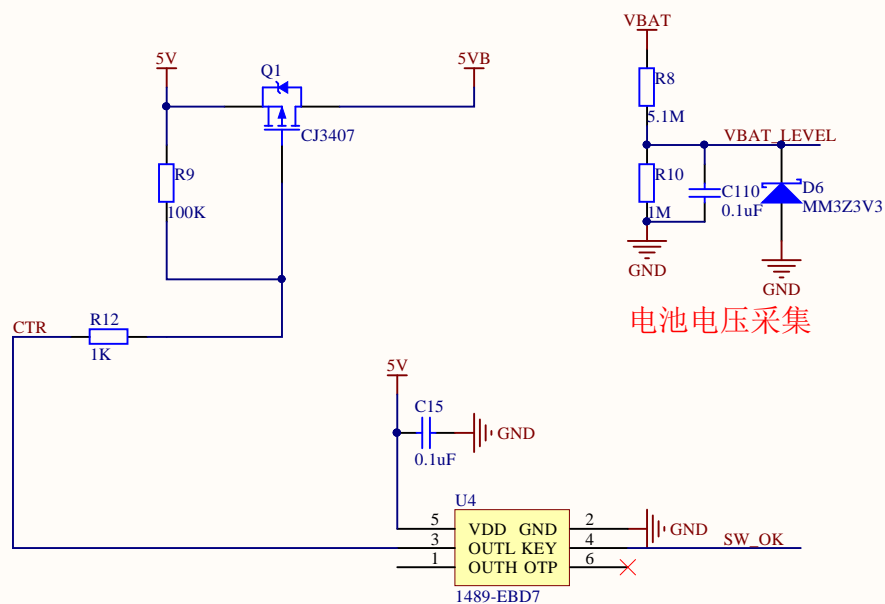 VBAT
5V
Q1
5VB
R8
5.1M
CJ3407
VBAT_LEVEL
R9
100K
R10
1M
C110
0.1uF
D6
MM3Z3V3
GND
GND
电池电压采集
CTR
R12
1K
5V
C15
GND
0.1uF
U4
5 VDD GND 2 GND
3 OUTL KEY 4 SW_OK
1 OUTH OTP 6
1489-EBD7